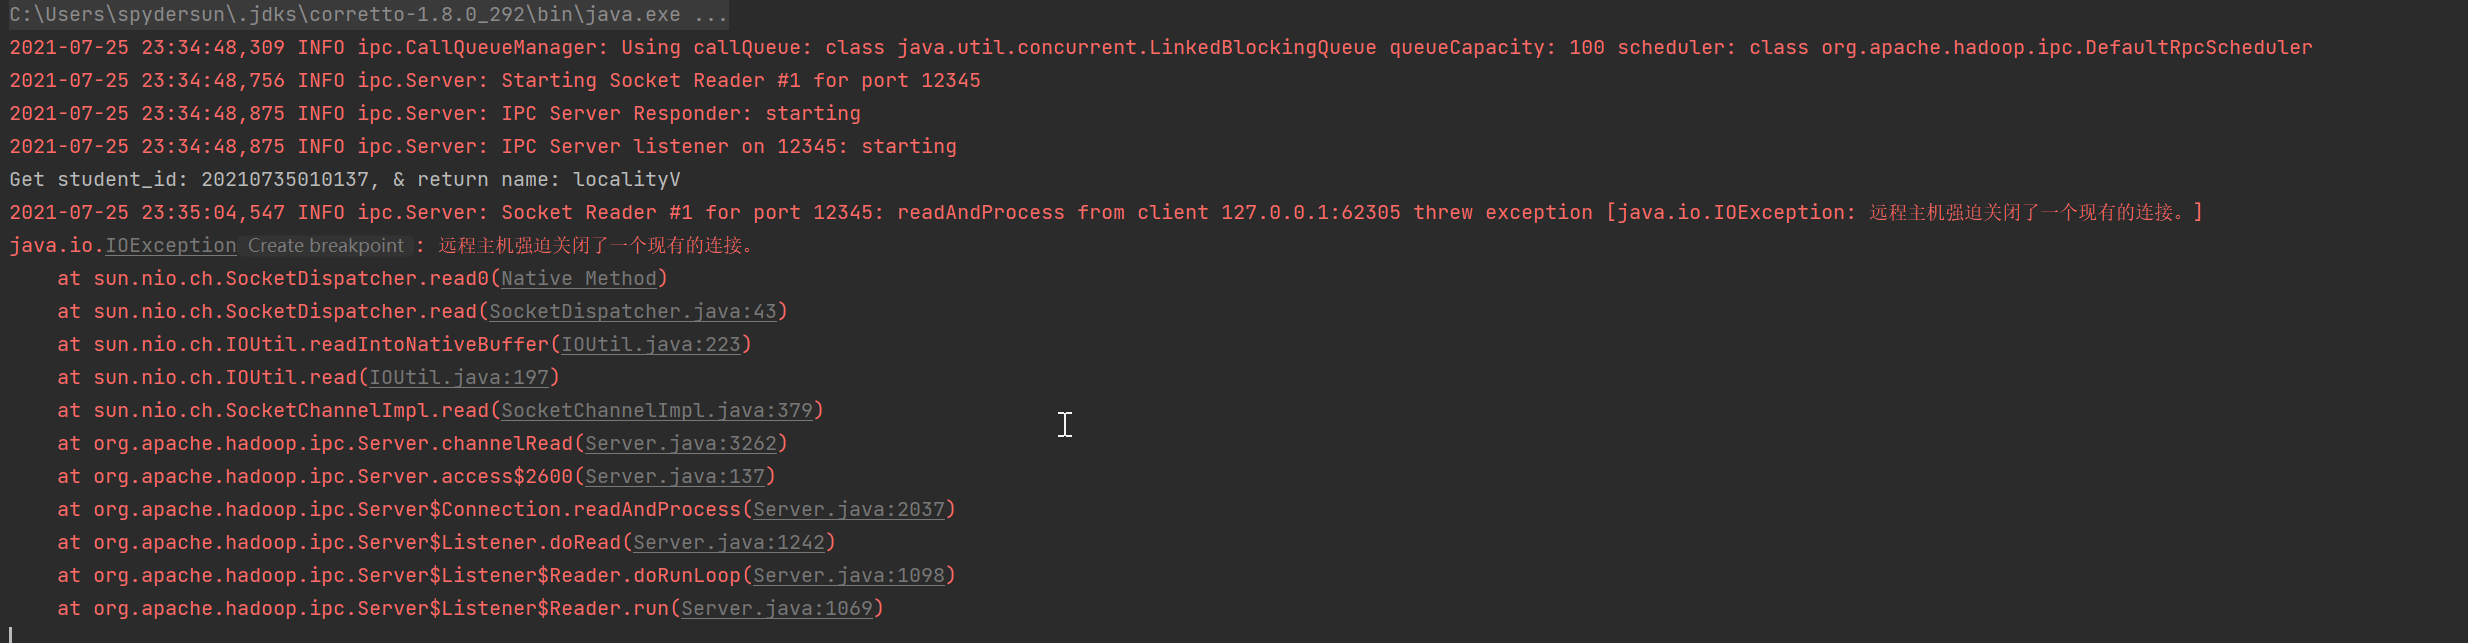 C:\Users\spydersun\.jdks\corretto-1.8.0_292\bin\java.exe ...
2021-07-25 23:34:48,309 INFO ipc.CallQueueManager: Using callQueue: class java.util.concurrent.LinkedBlockingQueue queueCapacity: 100 scheduler: class org.apache.hadoop.ipc.DefaultRpcScheduler
2021-07-25 23:34:48,756 INFO ipc.Server: Starting Socket Reader #1 for port 12345
2021-07-25 23:34:48,875 INFO ipc.Server: IPC Server Responder: starting
2021-07-25 23:34:48,875 INFO ipc.Server: IPC Server listener on 12345: starting
Get student_id: 20210735010137, & return name: localityV
2021-07-25 23:35:04,547 INFO ipc.Server: Socket Reader #1 for port 12345: readAndProcess from client 127.0.0.1:62305 threw exception [java.io.IOException: 远程主机强迫关闭了一个现有的连接。]
java.io.IOException Create breakpoint : 远程主机强迫关闭了一个现有的连接。
    at sun.nio.ch.SocketDispatcher.read0(Native Method)
    at sun.nio.ch.SocketDispatcher.read(SocketDispatcher.java:43)
    at sun.nio.ch.IOUtil.readIntoNativeBuffer(IOUtil.java:223)
    at sun.nio.ch.IOUtil.read(IOUtil.java:197)
    at sun.nio.ch.SocketChannelImpl.read(SocketChannelImpl.java:379)
    at org.apache.hadoop.ipc.Server.channelRead(Server.java:3262)
    at org.apache.hadoop.ipc.Server.access$2600(Server.java:137)
    at org.apache.hadoop.ipc.Server$Connection.readAndProcess(Server.java:2037)
    at org.apache.hadoop.ipc.Server$Listener.doRead(Server.java:1242)
    at org.apache.hadoop.ipc.Server$Listener$Reader.doRunLoop(Server.java:1098)
    at org.apache.hadoop.ipc.Server$Listener$Reader.run(Server.java:1069)